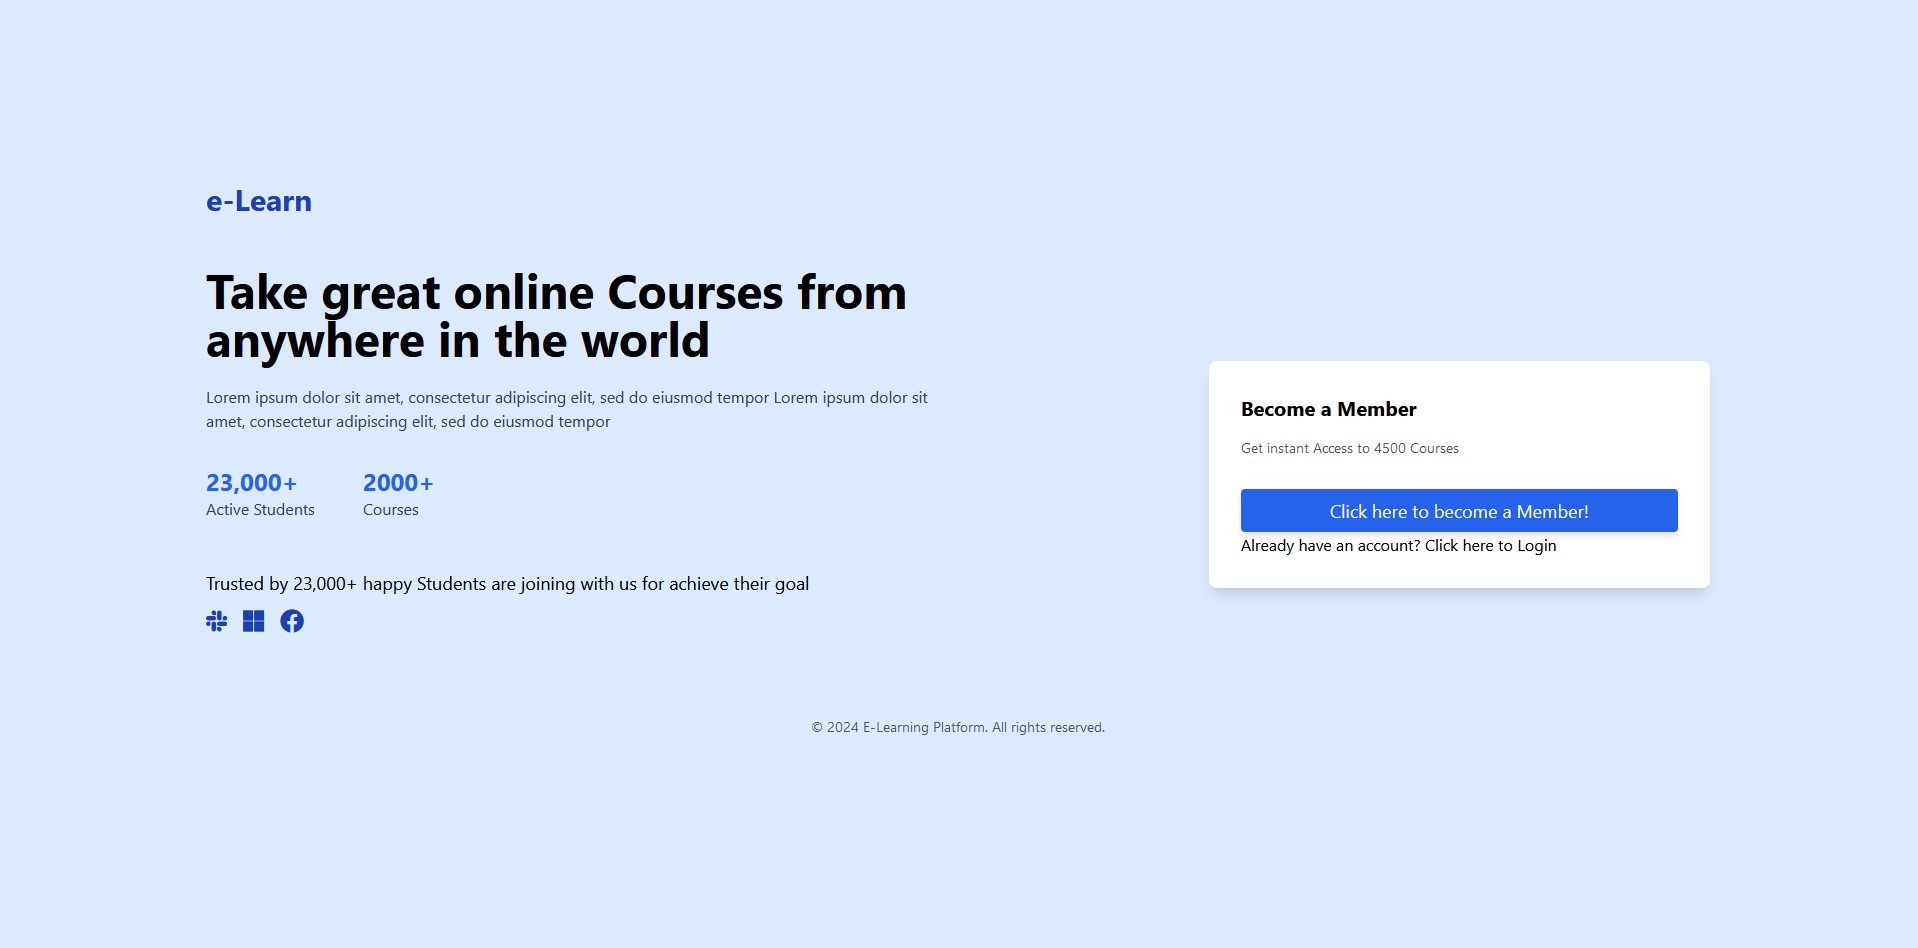 e-Learn
Take great online Courses from
anywhere in the world
Lorem ipsum dolor sit amet, consectetur adipiscing elit, sed do eiusmod tempor Lorem ipsum dolor sit
amet, consectetur adipiscing elit, sed do eiusmod tempor
23,000+
Active Students
2000+
Courses
Trusted by 23,000+ happy Students are joining with us for achieve their goal
Become a Member
Get instant Access to 4500 Courses
Click here to become a Member!
Already have an account? Click here to Login
© 2024 E-Learning Platform. All rights reserved.